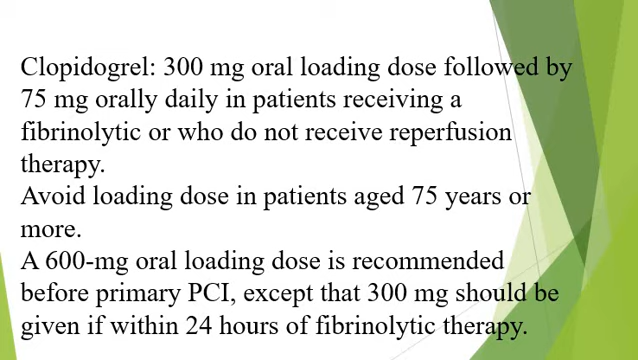 Clopidogrel: 300 mg oral loading dose followed by
75 mg orally daily in patients receiving a
fibrinolytic or who do not receive reperfusion
therapy.
Avoid loading dose in patients aged 75 years or
more.
A 600-mg oral loading dose is recommended
before primary PCI, except that 300 mg should be
given if within 24 hours of fibrinolytic therapy.